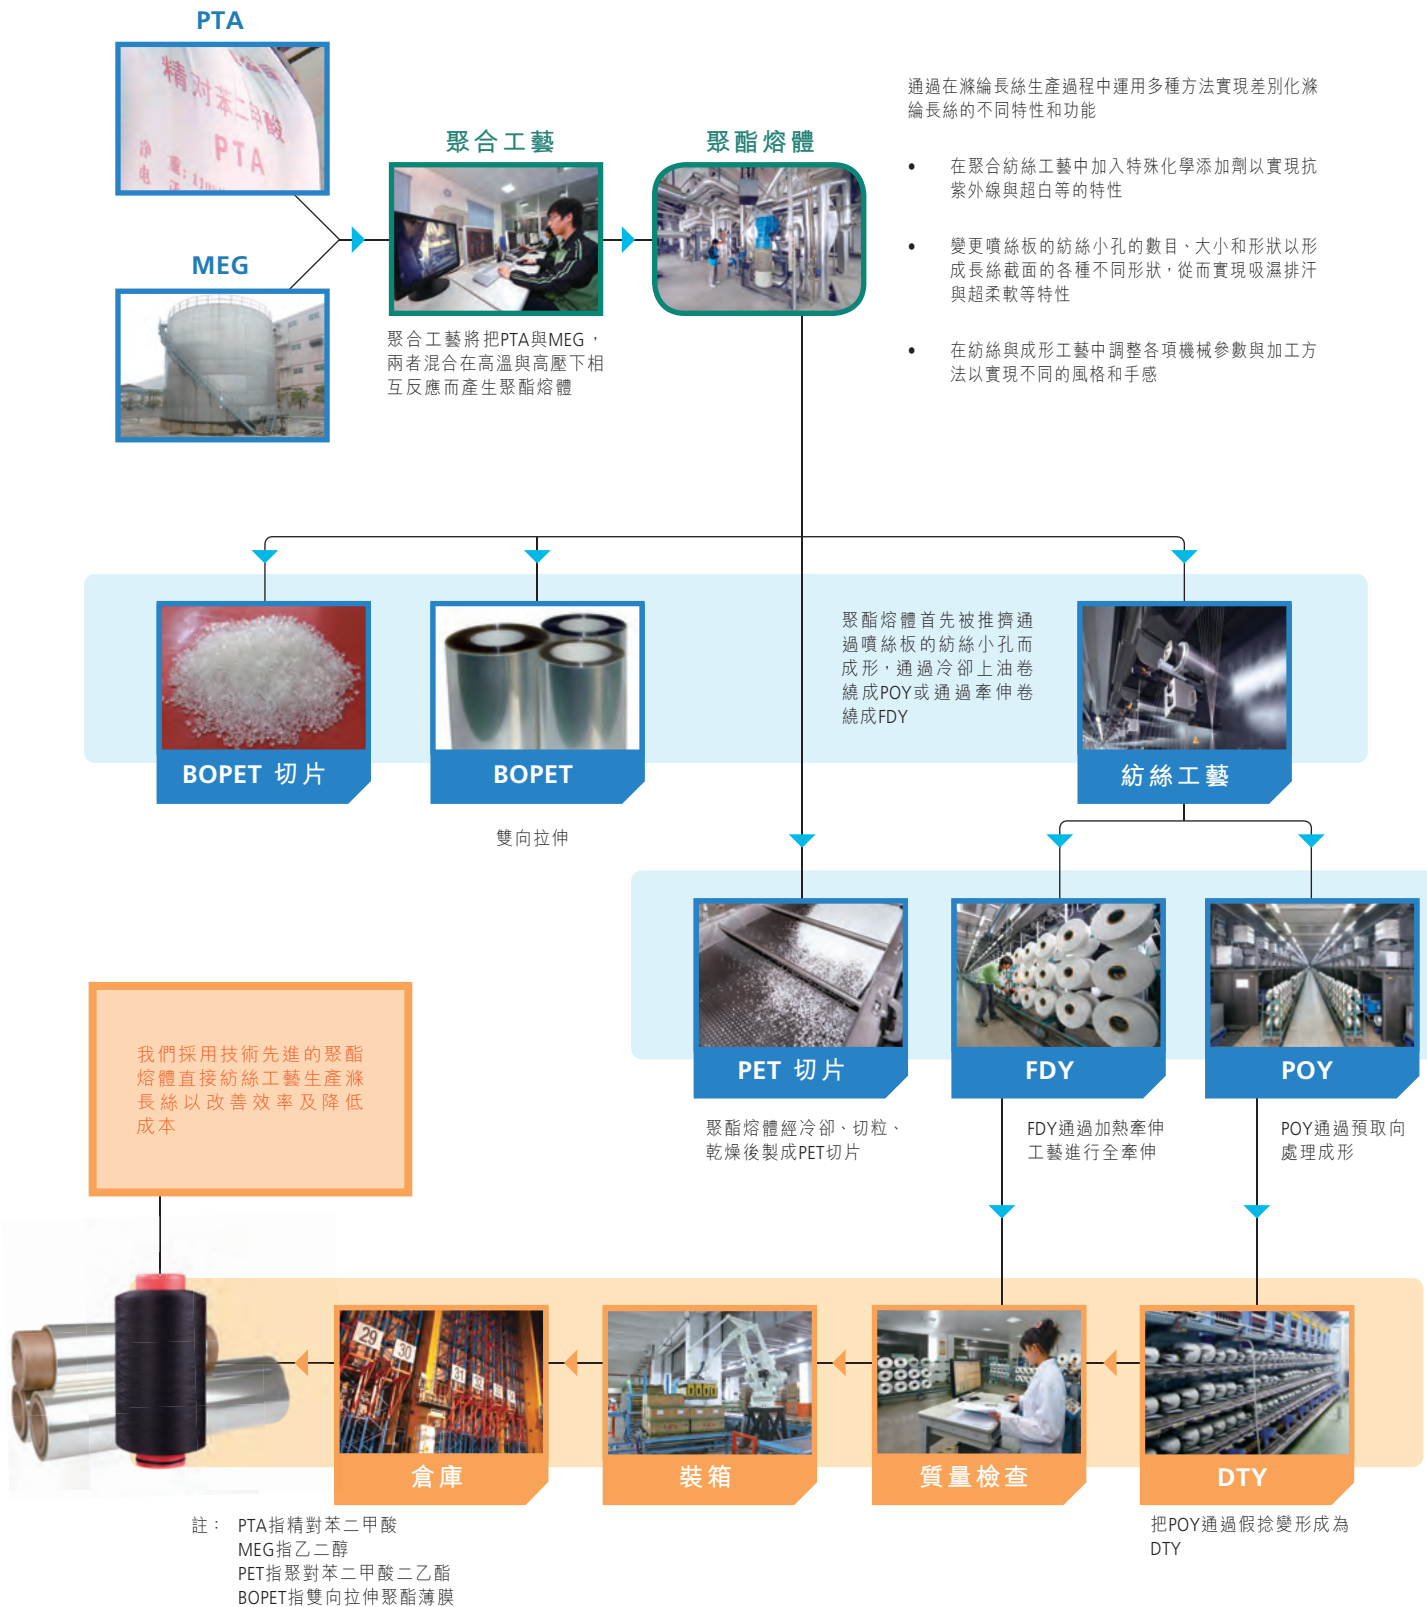 PTA
精对苯二甲酸
PTA
MEG
聚合工藝
聚合工藝將把PTA與MEG，
兩者混合在高溫與高壓下相
互反應而產生聚酯熔體
聚酯熔體
通過在滌綸長絲生產過程中運用多種方法實現差別化滌
綸長絲的不同特性和功能
• 在聚合紡絲工藝中加入特殊化學添加劑以實現抗
紫外線與超白等的特性
• 變更噴絲板的紡絲小孔的數目、大小和形狀以形
成長絲截面的各種不同形狀，從而實現吸濕排汗
與超柔軟等特性
• 在紡絲與成形工藝中調整各項機械參數與加工方
法以實現不同的風格和手感
BOPET 切片
BOPET
雙向拉伸
聚酯熔體首先被推擠通
過噴絲板的紡絲小孔而
成形，通過冷卻上油卷
繞成POY或通過牽伸卷
繞成FDY
紡絲工藝
PET 切片
聚酯熔體經冷卻、切粒、
乾燥後製成PET切片
FDY
FDY通過加熱牽伸
工藝進行全牽伸
POY
POY通過預取向
處理成形
我們採用技術先進的聚酯
熔體直接紡絲工藝生產滌
長絲以改善效率及降低
成本
29
30
31
倉庫
裝箱
質量檢查
DTY
把POY通過假捻變形成為
DTY
註： PTA指精對苯二甲酸
MEG指乙二醇
PET指聚對苯二甲酸二乙酯
BOPET指雙向拉伸聚酯薄膜